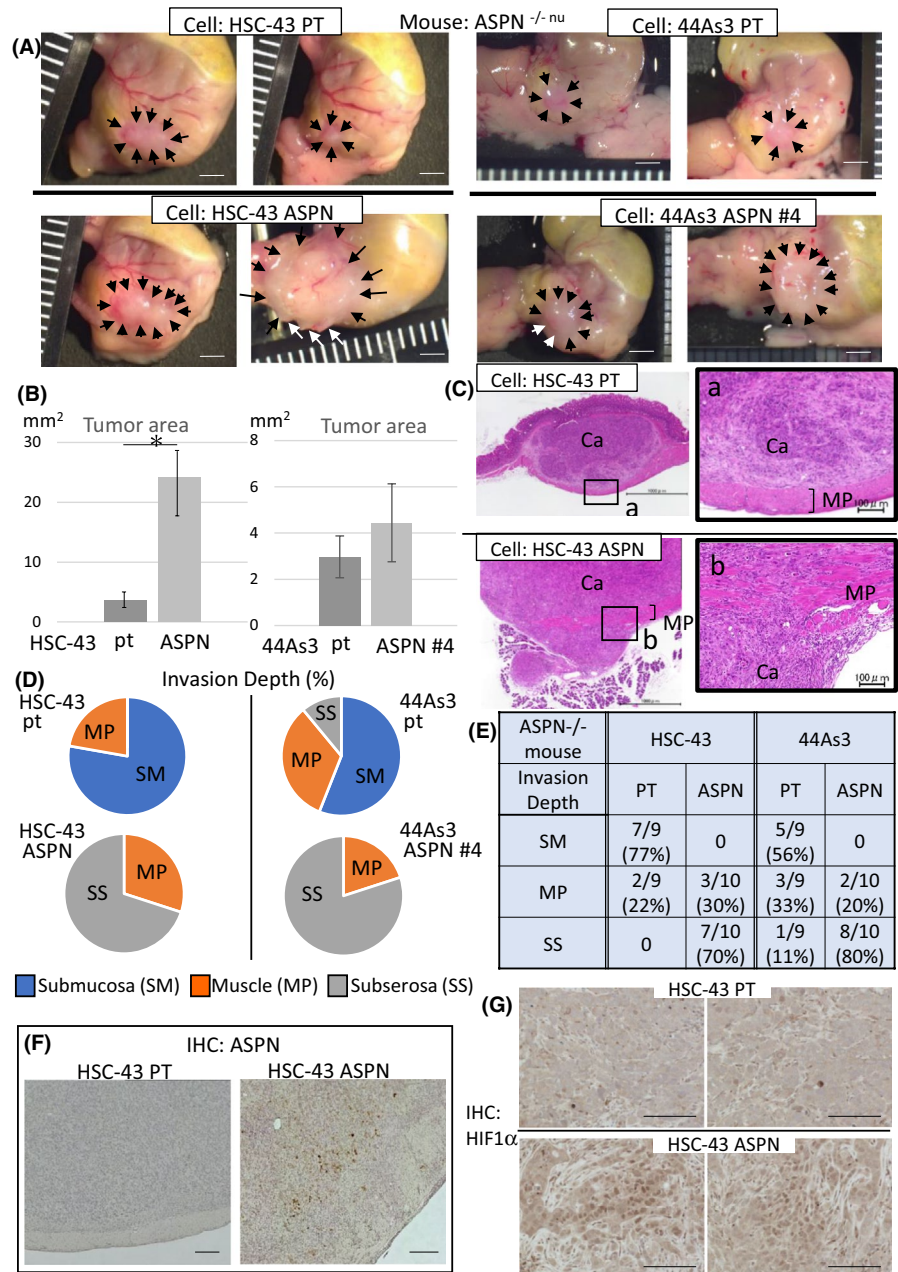 Mouse: ASPN -/- nu
(A)
Cell: HSC-43 PT
Cell: 44As3 PT
Cell: HSC-43 ASPN
Cell: 44As3 ASPN #4
(B)
mm2
Tumor area
30
20
10
0
*
HSC-43
pt
ASPN
mm2
Tumor area
8
6
4
2
0
44As3
pt
ASPN #4
(C)
Cell: HSC-43 PT
Ca
a
a
Ca
MP
100μm
Cell: HSC-43 ASPN
Ca
MP
b
b
MP
Ca
100μm
(D)
Invasion Depth (%)
HSC-43
pt
MP
SM
44As3
pt
SS
MP
SM
HSC-43
ASPN
SS
MP
44As3
ASPN #4
SS
MP
Submucosa (SM)
Muscle (MP)
Subserosa (SS)
(E)
ASPN-/-
mouse
HSC-43
44As3
Invasion
Depth
PT
ASPN
PT
ASPN
SM
7/9
(77%)
0
5/9
(56%)
0
MP
2/9
(22%)
3/10
(30%)
3/9
(33%)
2/10
(20%)
SS
0
7/10
(70%)
1/9
(11%)
8/10
(80%)
(F)
IHC: ASPN
HSC-43 PT
HSC-43 ASPN
(G)
HSC-43 PT
IHC:
HIF1α
HSC-43 ASPN